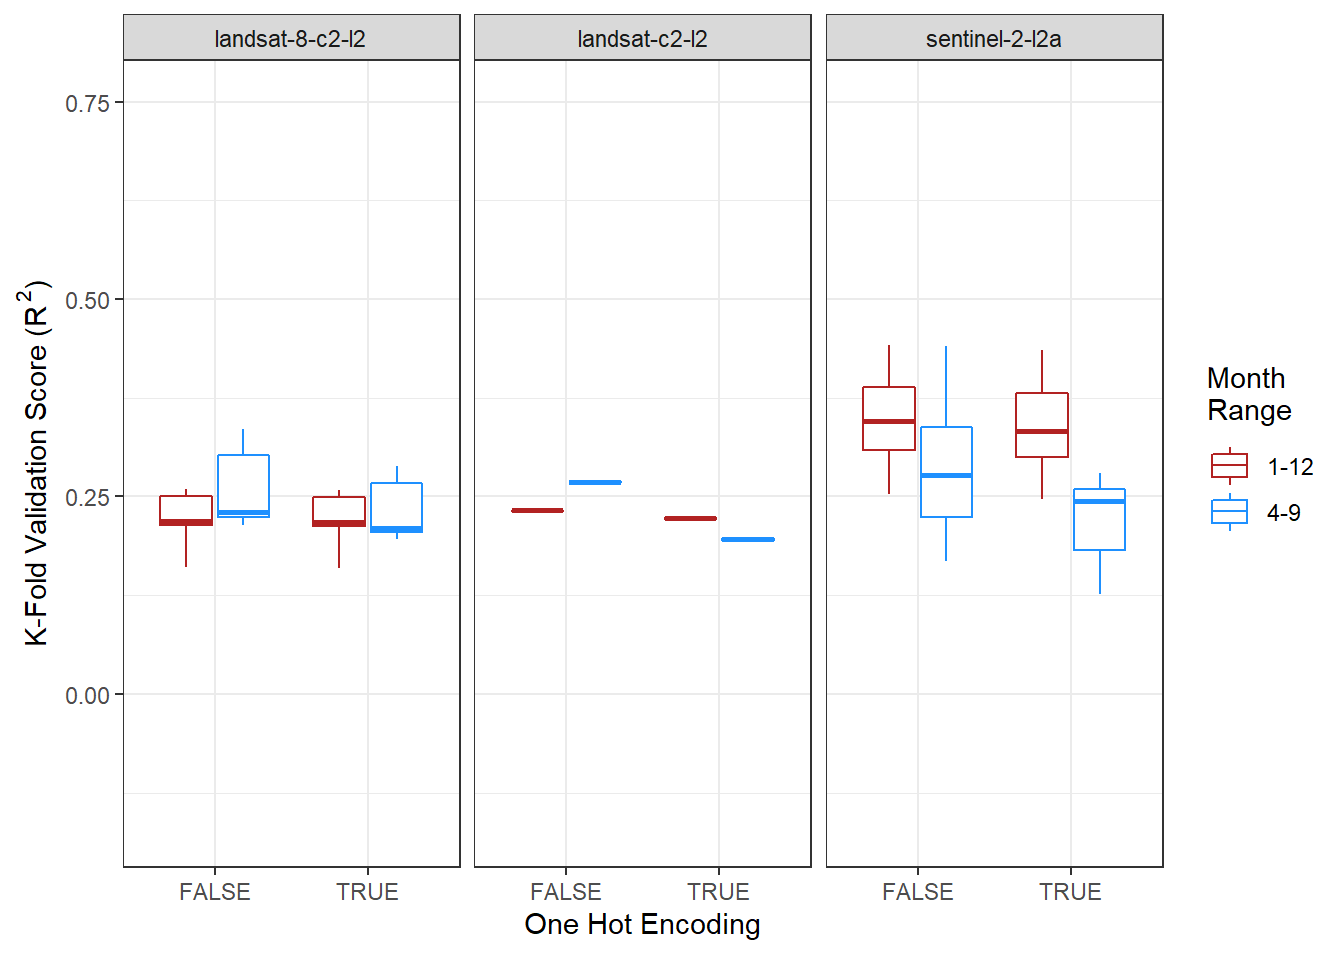 landsat-8-c2-l2
landsat-c2-l2
sentinel-2-l2a
K-Fold Validation Score (R²)
0.75
0.50
0.25
0.00
FALSE TRUE
FALSE TRUE
FALSE TRUE
One Hot Encoding
Month
Range
1-12
4-9